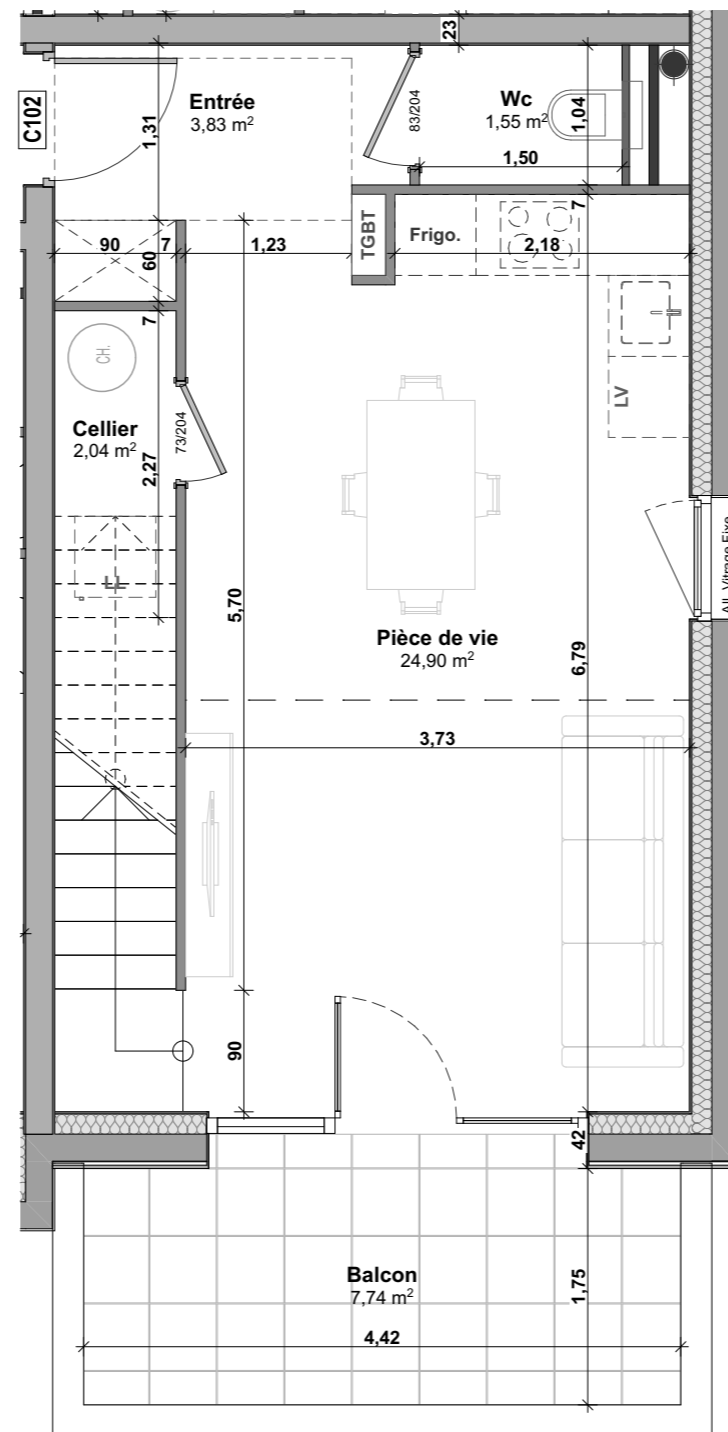 23
C102
Entrée
3,83 m²
1,31
83/204
Wc
1,55 m²
1,04
1,50
7
90
7
60
1,23
TGBT
Frigo.
2,18
7
CH.
Cellier
2,04 m²
73/204
2,27
LV
LL
5,70
All. Vitrage Fixe
Pièce de vie
24,90 m²
6,79
3,73
90
42
Balcon
7,74 m²
1,75
4,42